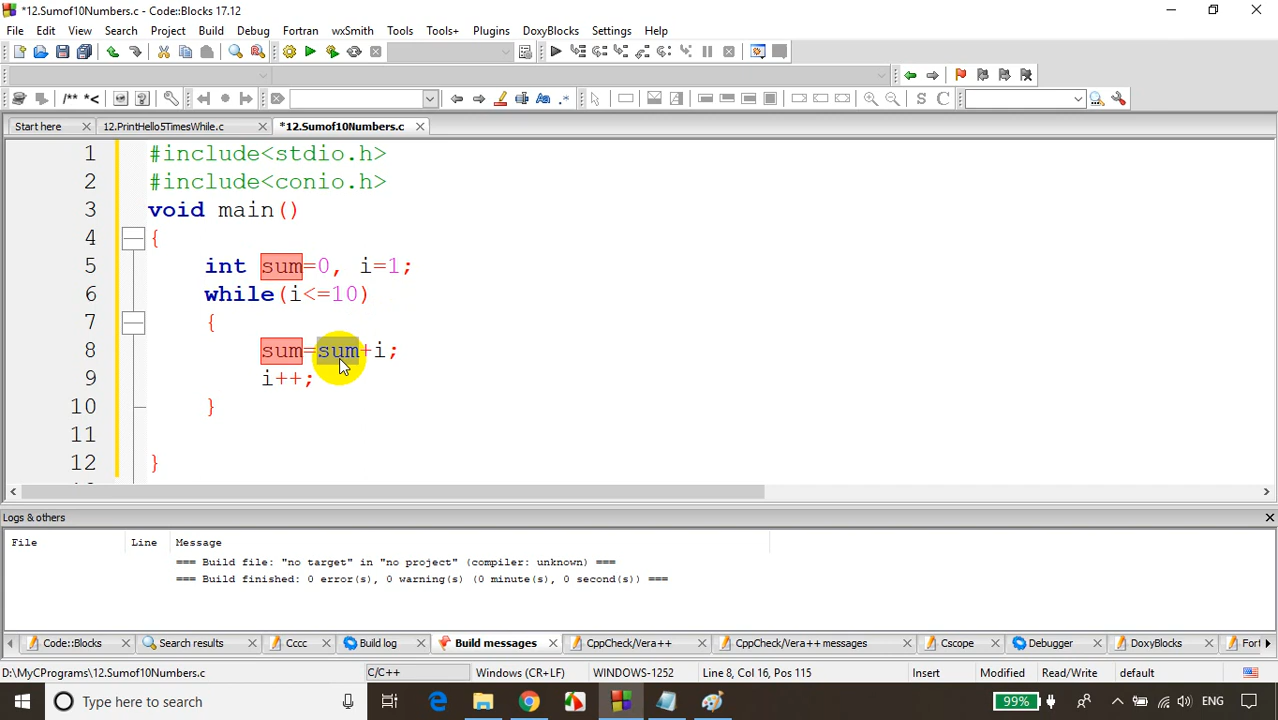 *12.Sumof10Numbers.c - Code::Blocks 17.12
File Edit View Search Project Build Debug Fortran wxSmith Tools Tools+ Plugins DoxyBlocks Settings Help
/** *<
S C
Start here 12.PrintHello5TimesWhile.c *12.Sumof10Numbers.c
1 #include<stdio.h>
2 #include<conio.h>
3 void main()
4 {
5 int sum=0, i=1;
6 while(i<=10)
7 {
8 sum=sum+i;
9 i++;
10 }
11
12 }
Logs & others
File Line Message
=== Build file: "no target" in "no project" (compiler: unknown) ===
=== Build finished: 0 error(s), 0 warning(s) (0 minute(s), 0 second(s)) ===
Code::Blocks Search results Cccc Build log Build messages CppCheck/Vera++ CppCheck/Vera++ messages Cscope Debugger DoxyBlocks Fort
D:\MyCPrograms\12.Sumof10Numbers.c C/C++ Windows (CR+LF) WINDOWS-1252 Line 8, Col 16, Pos 115 Insert Modified Read/Write default
Type here to search 99% ENG